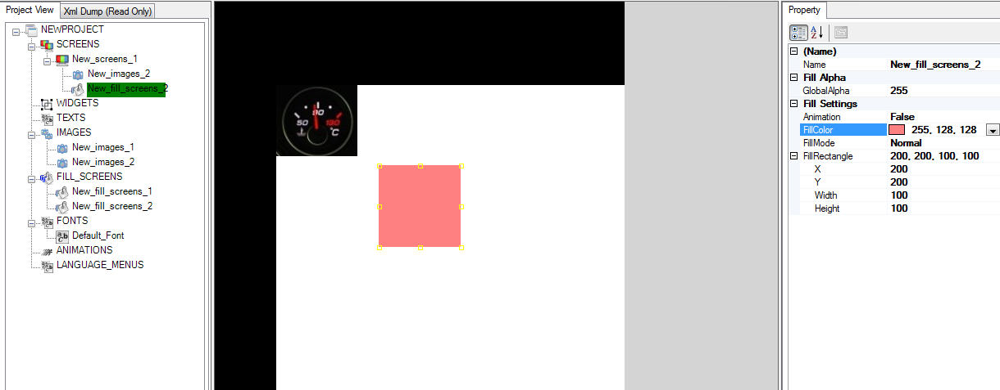 Project View
Xml Dump (Read Only)
NEWPROJECT
SCREENS
New_screens_1
New_images_2
New_fill_screens_2
WIDGETS
TEXTS
IMAGES
New_images_1
New_images_2
FILL_SCREENS
New_fill_screens_1
New_fill_screens_2
FONTS
Default_Font
ANIMATIONS
LANGUAGE_MENUS
50
90
130
°C
Property
(Name)
Name New_fill_screens_2
Fill Alpha
GlobalAlpha 255
Fill Settings
Animation False
FillColor 255, 128, 128
FillMode Normal
FillRectangle 200, 200, 100, 100
X 200
Y 200
Width 100
Height 100